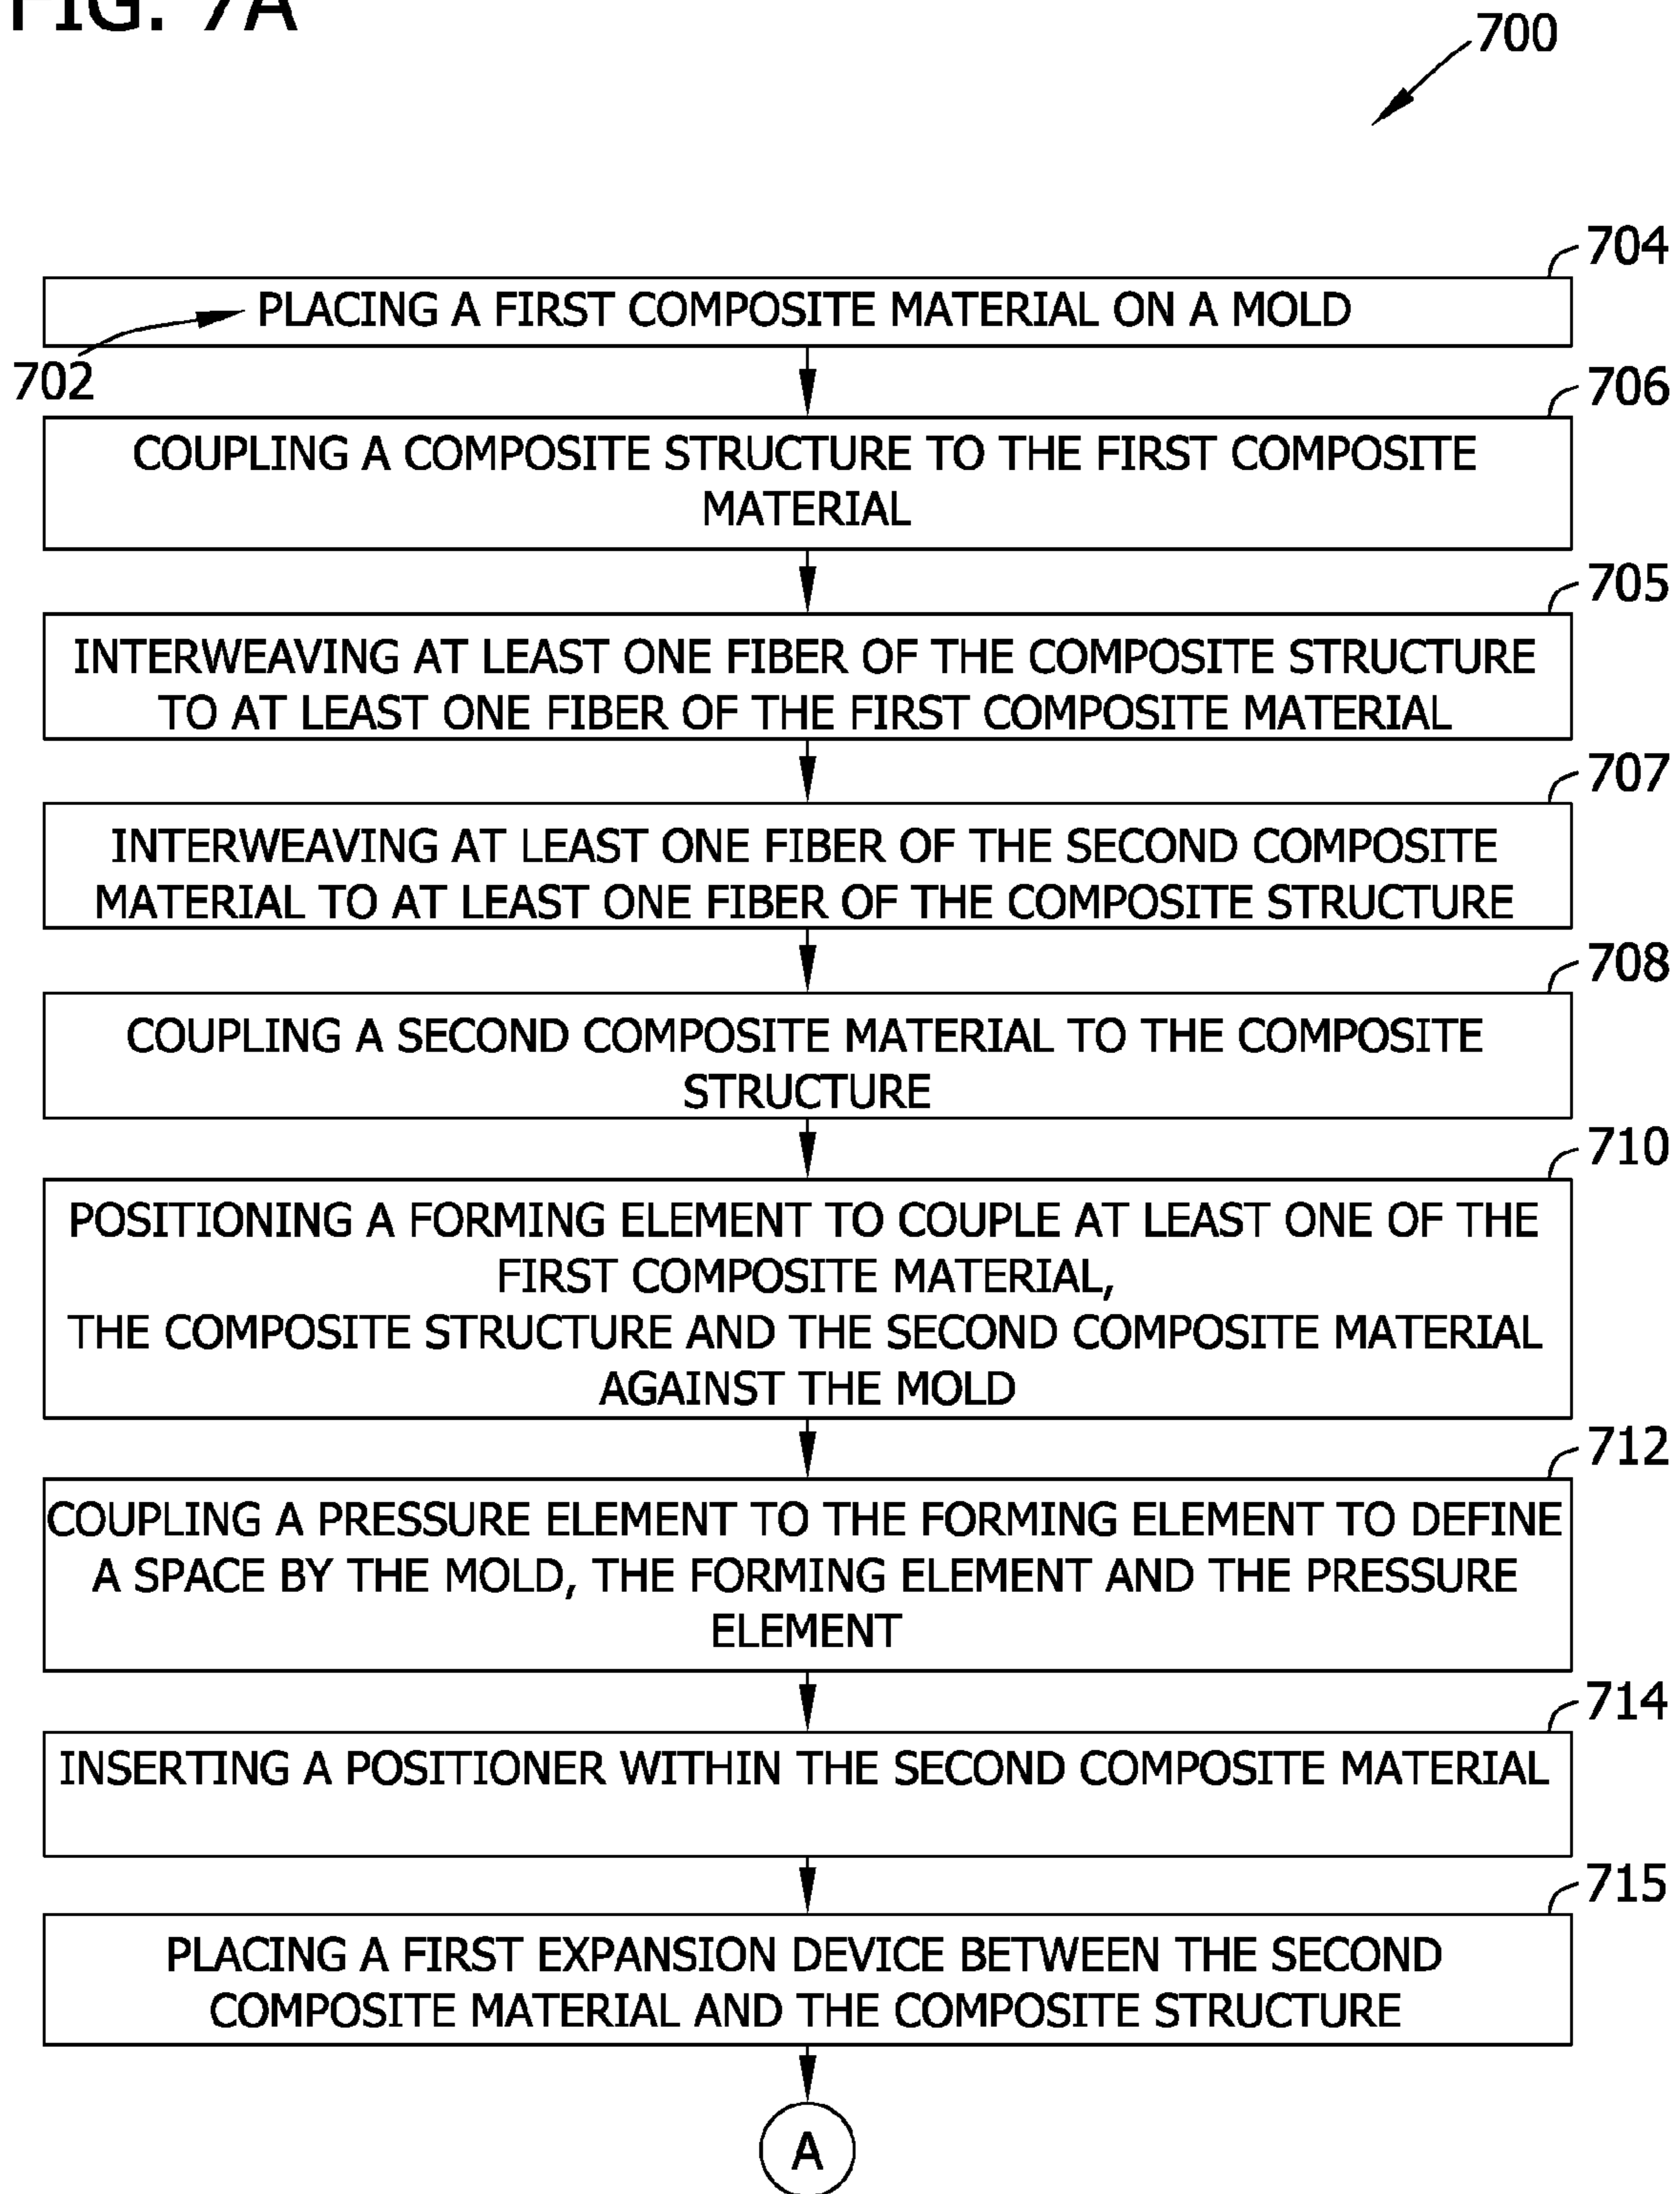 FIG. 7A
700
704
PLACING A FIRST COMPOSITE MATERIAL ON A MOLD
702
706
COUPLING A COMPOSITE STRUCTURE TO THE FIRST COMPOSITE
MATERIAL
705
INTERWEAVING AT LEAST ONE FIBER OF THE COMPOSITE STRUCTURE
TO AT LEAST ONE FIBER OF THE FIRST COMPOSITE MATERIAL
707
INTERWEAVING AT LEAST ONE FIBER OF THE SECOND COMPOSITE
MATERIAL TO AT LEAST ONE FIBER OF THE COMPOSITE STRUCTURE
708
COUPLING A SECOND COMPOSITE MATERIAL TO THE COMPOSITE
STRUCTURE
710
POSITIONING A FORMING ELEMENT TO COUPLE AT LEAST ONE OF THE
FIRST COMPOSITE MATERIAL,
THE COMPOSITE STRUCTURE AND THE SECOND COMPOSITE MATERIAL
AGAINST THE MOLD
712
COUPLING A PRESSURE ELEMENT TO THE FORMING ELEMENT TO DEFINE
A SPACE BY THE MOLD, THE FORMING ELEMENT AND THE PRESSURE
ELEMENT
714
INSERTING A POSITIONER WITHIN THE SECOND COMPOSITE MATERIAL
715
PLACING A FIRST EXPANSION DEVICE BETWEEN THE SECOND
COMPOSITE MATERIAL AND THE COMPOSITE STRUCTURE
A